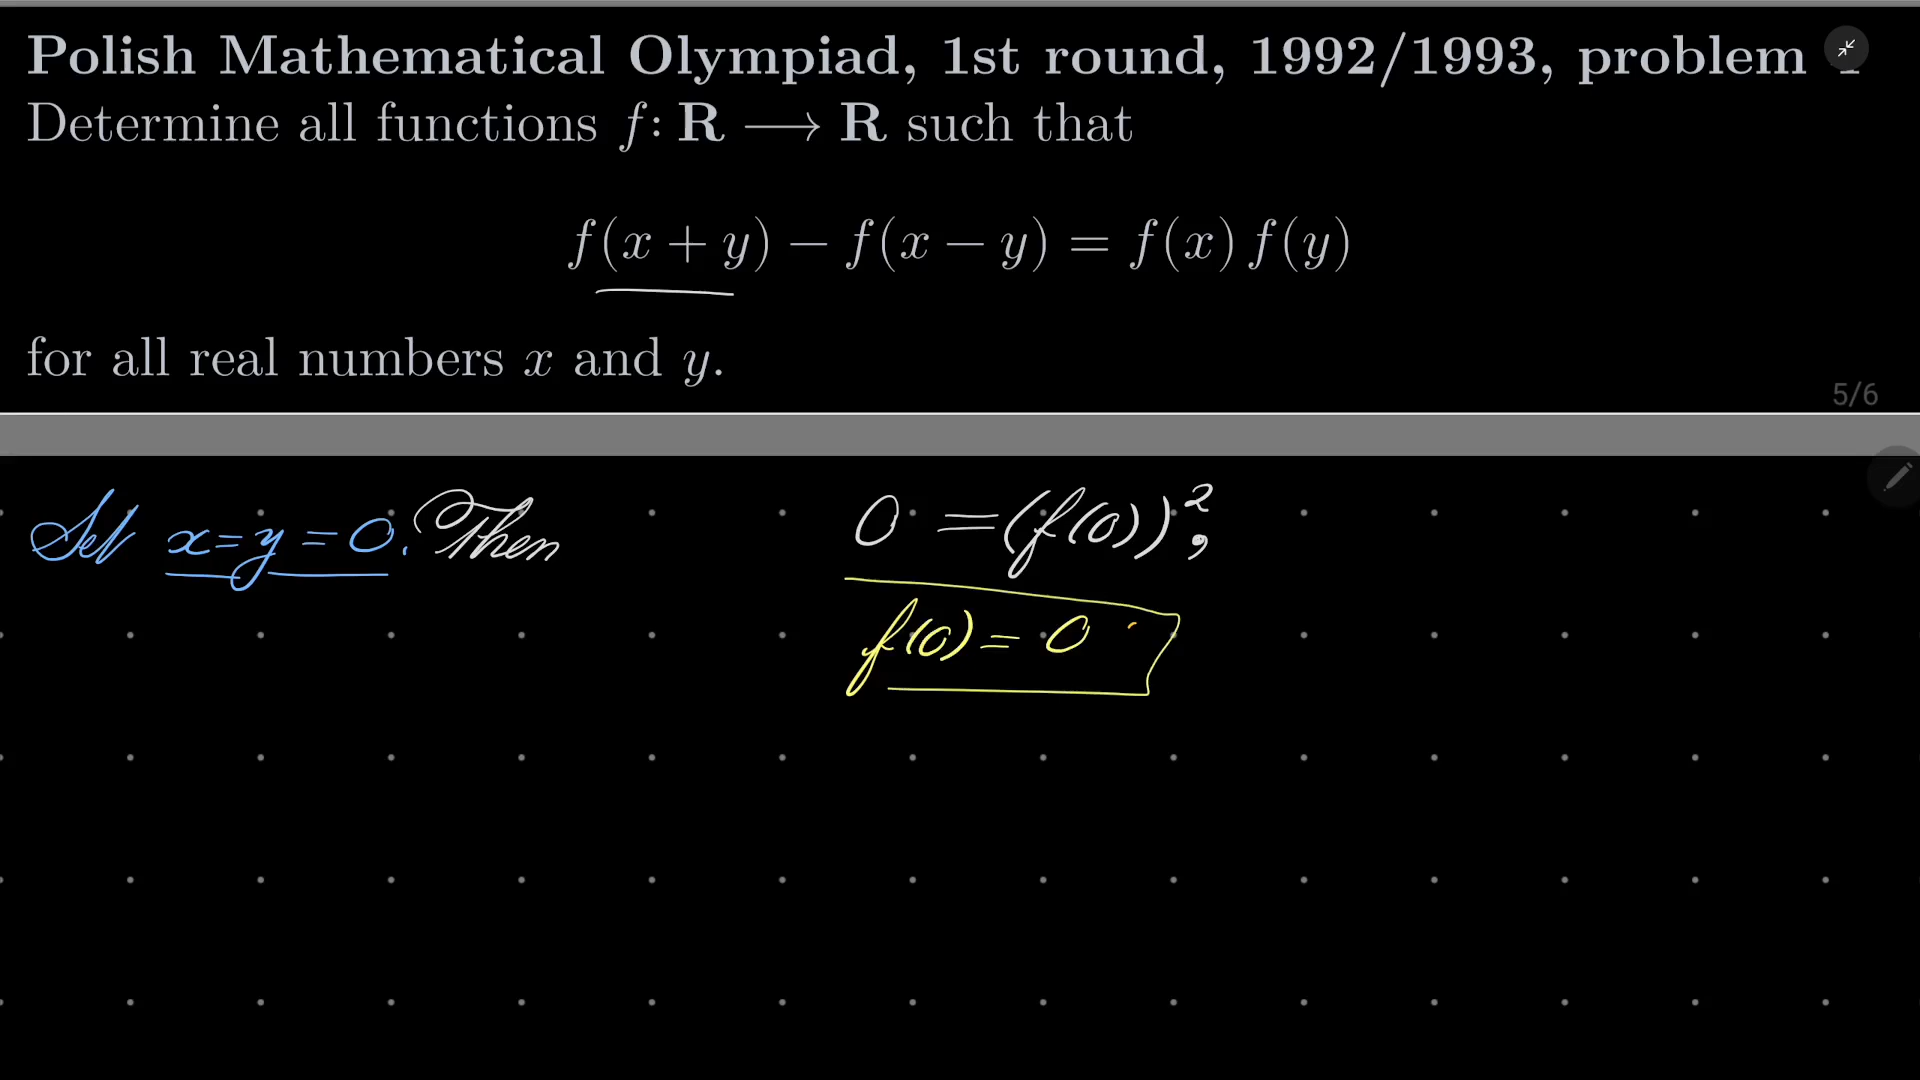 Polish Mathematical Olympiad, 1st round, 1992/1993, problem
Determine all functions f: R ⟶ R such that
f(x + y) − f(x − y) = f(x) f(y)
for all real numbers x and y.
5/6
Set x=y=0. Then 0 = (f(0))²;
f(0) = 0